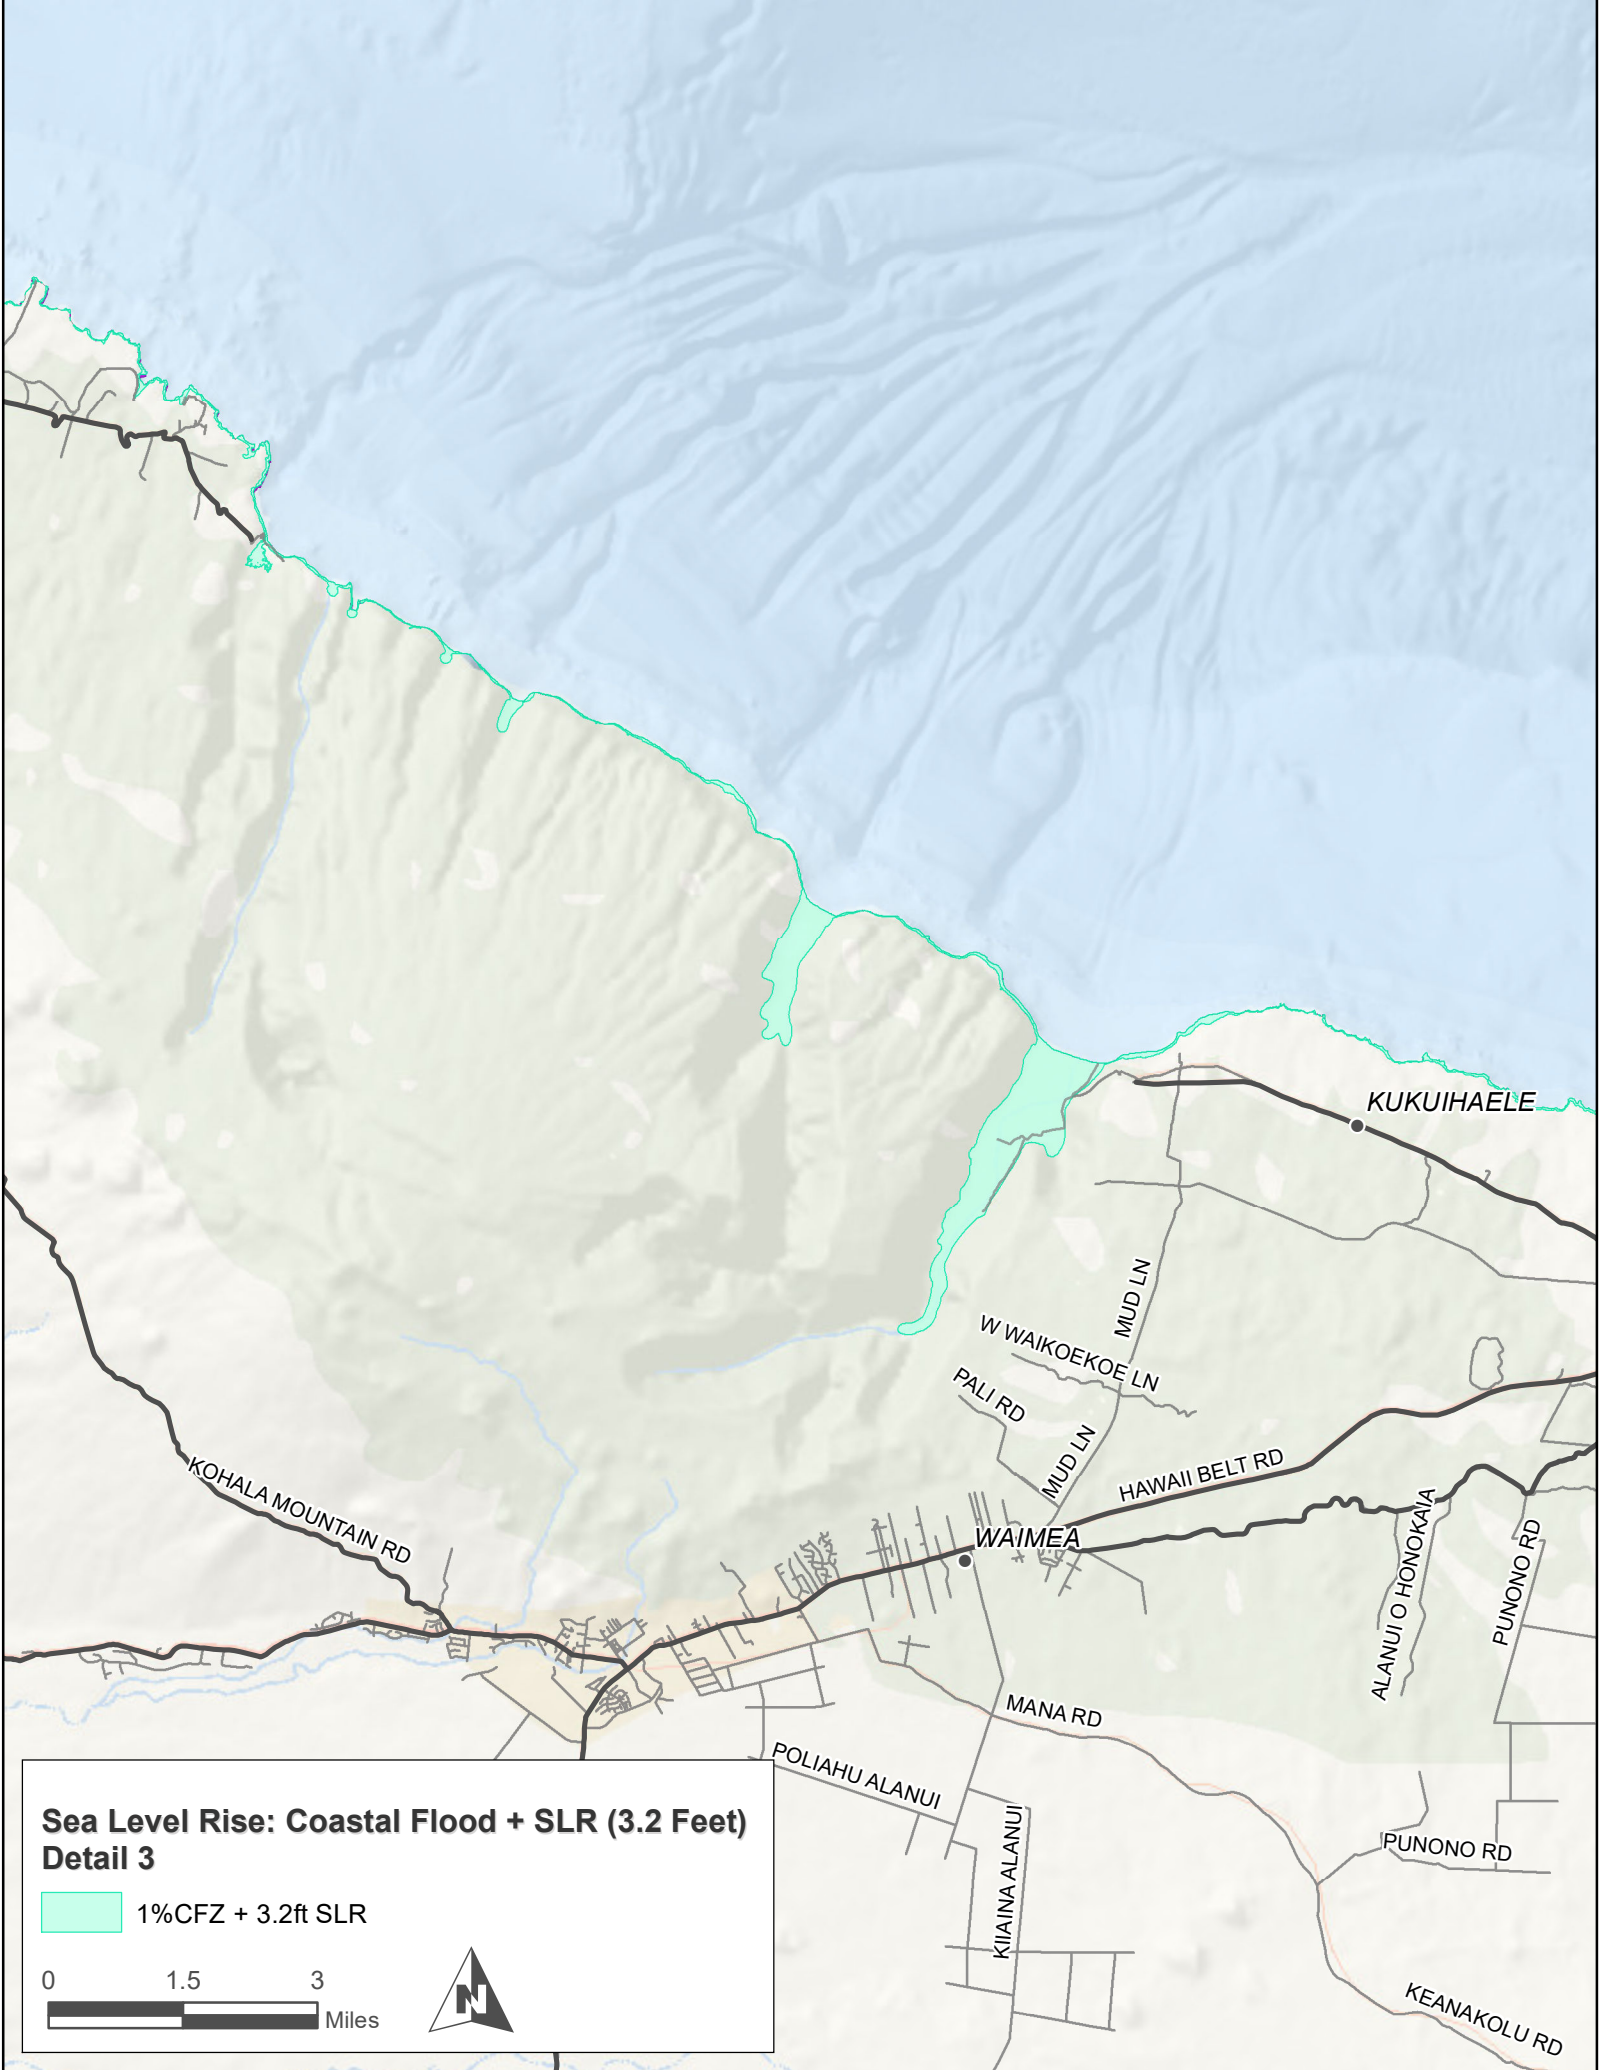 KUKUIHAELE
MUD LN
W WAIKOEKOE LN
PALI RD
MUD LN
HAWAII BELT RD
KOHALA MOUNTAIN RD
WAIMEA
ALANUI O HONOKAIA
PUNONO RD
MANA RD
POLIAHU ALANUI
KIIAINA ALANUI
PUNONO RD
KEANAKOLU RD
Sea Level Rise: Coastal Flood + SLR (3.2 Feet)
Detail 3
1%CFZ + 3.2ft SLR
0 1.5 3
Miles
N